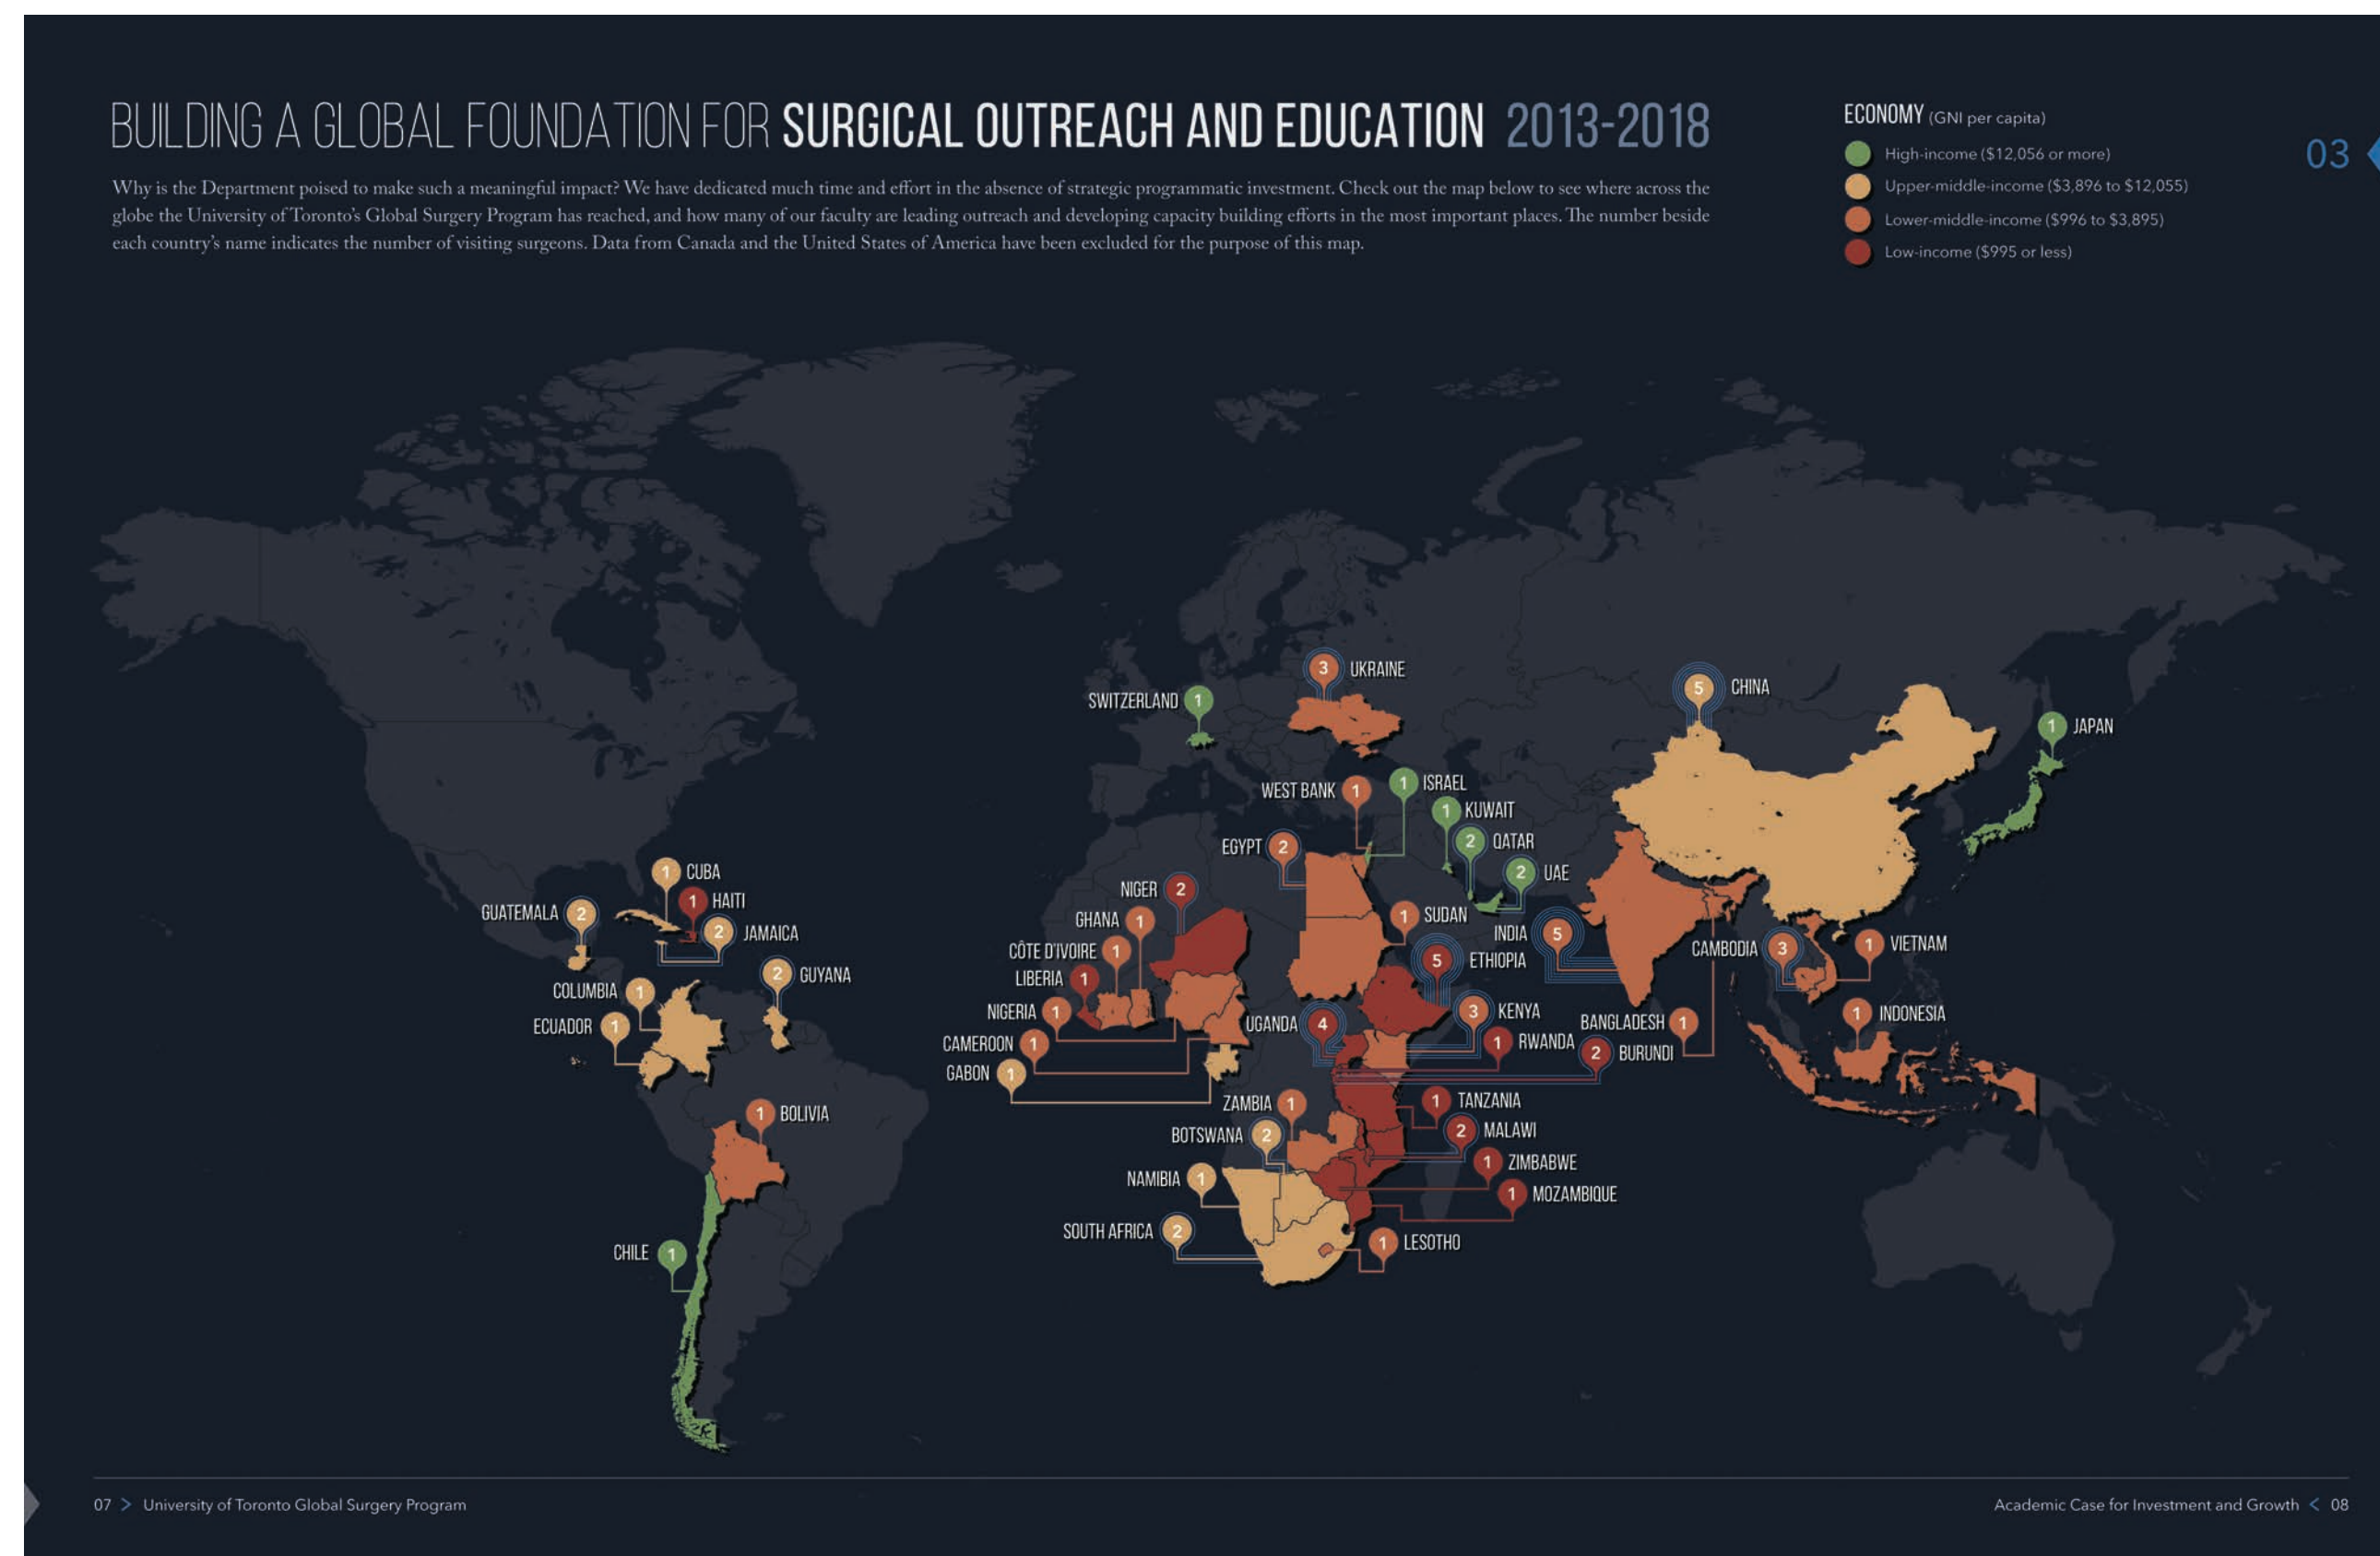 BUILDING A GLOBAL FOUNDATION FOR SURGICAL OUTREACH AND EDUCATION 2013-2018
Why is the Department poised to make such a meaningful impact? We have dedicated much time and effort in the absence of strategic programmatic investment. Check out the map below to see where across the
globe the University of Toronto's Global Surgery Program has reached, and how many of our faculty are leading outreach and developing capacity building efforts in the most important places. The number beside
each country's name indicates the number of visiting surgeons. Data from Canada and the United States of America have been excluded for the purpose of this map.
ECONOMY (GNI per capita)
High-income ($12,056 or more)
Upper-middle-income ($3,896 to $12,055)
Lower-middle-income ($996 to $3,895)
Low-income ($995 or less)
03
3 UKRAINE
SWITZERLAND 1
5 CHINA
1 JAPAN
WEST BANK 1
1 ISRAEL
1 KUWAIT
EGYPT 2
2 QATAR
2 UAE
1 CUBA
1 HAITI
GUATEMALA 2
2 JAMAICA
2 GUYANA
COLUMBIA 1
ECUADOR 1
1 BOLIVIA
CHILE 1
NIGER 2
GHANA 1
CÔTE D'IVOIRE 1
LIBERIA 1
NIGERIA 1
CAMEROON 1
GABON 1
1 SUDAN
INDIA 5
5 ETHIOPIA
UGANDA 4
3 KENYA
1 RWANDA
2 BURUNDI
BANGLADESH 1
CAMBODIA 3
1 VIETNAM
1 INDONESIA
ZAMBIA 1
BOTSWANA 2
NAMIBIA 1
SOUTH AFRICA 2
1 TANZANIA
2 MALAWI
1 ZIMBABWE
1 MOZAMBIQUE
1 LESOTHO
07 > University of Toronto Global Surgery Program
Academic Case for Investment and Growth < 08